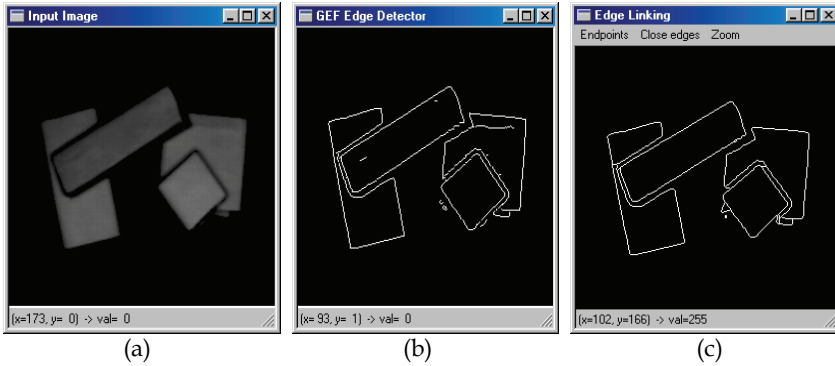 Input Image
GEF Edge Detector
Edge Linking
Endpoints Close edges Zoom
(x=173, y= 0) -> val= 0
(x= 93, y= 1) -> val= 0
(x=102, y=166) -> val=255
(a)
(b)
(c)